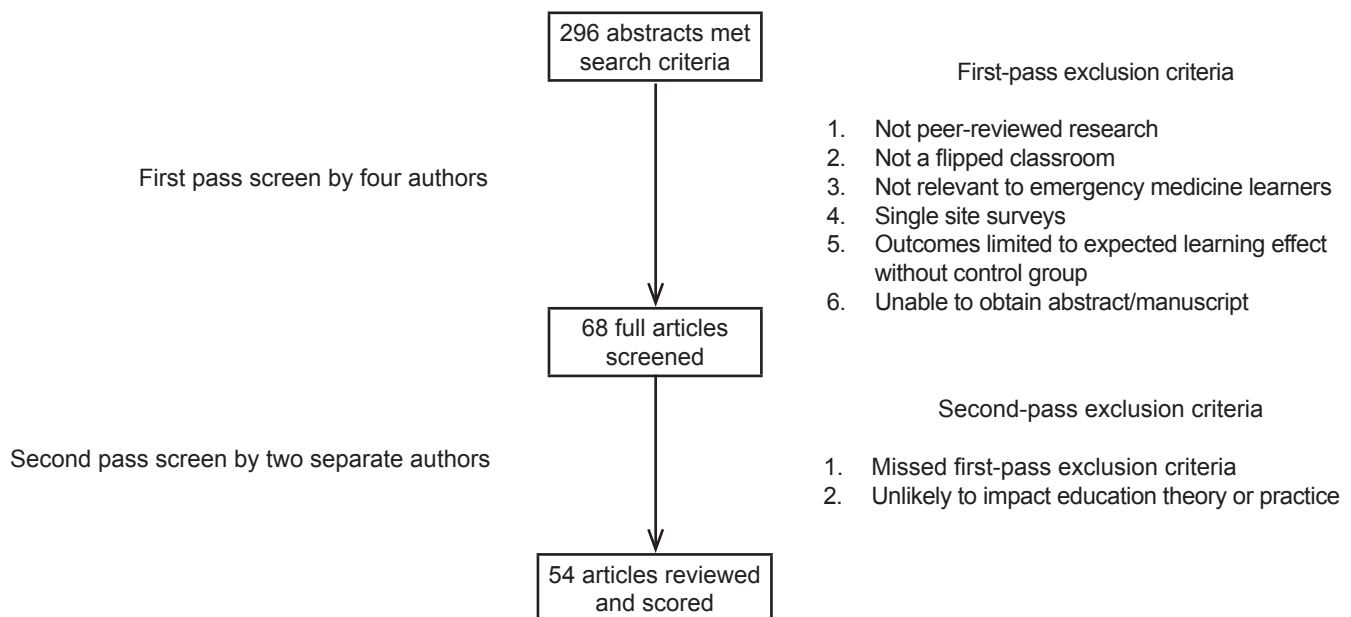 296 abstracts met
search criteria
First pass screen by four authors
First-pass exclusion criteria
1. Not peer-reviewed research
2. Not a flipped classroom
3. Not relevant to emergency medicine learners
4. Single site surveys
5. Outcomes limited to expected learning effect
without control group
6. Unable to obtain abstract/manuscript
68 full articles
screened
Second pass screen by two separate authors
Second-pass exclusion criteria
1. Missed first-pass exclusion criteria
2. Unlikely to impact education theory or practice
54 articles reviewed
and scored